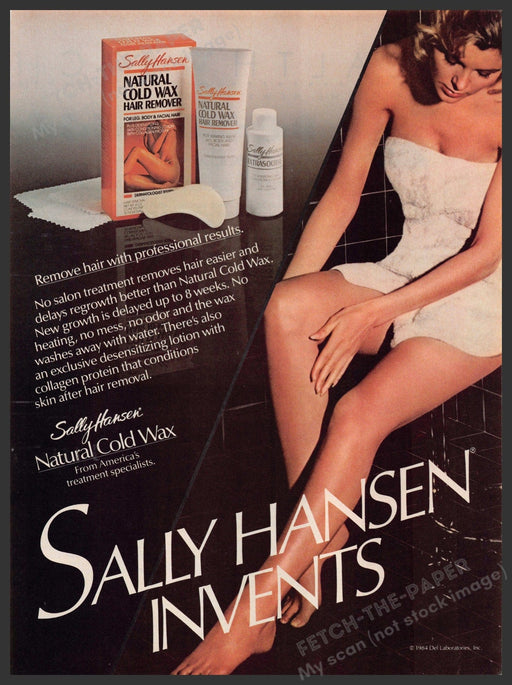 Sally Hansen
NATURAL
COLD WAX
HAIR REMOVER
FOR LEG, BODY & FACIAL HAIR
Sally Hansen
NATURAL
COLD WAX
HAIR REMOVER
Sally Hansen
Remove hair with professional results.
No salon treatment removes hair easier and
delays regrowth better than Natural Cold Wax.
New growth is delayed up to 8 weeks. No
heating, no mess, no odor and the wax
washes away with water. There's also
an exclusive desensitizing lotion with
collagen protein that conditions
skin after hair removal.
Sally Hansen®
Natural Cold Wax
From America's
treatment specialists.
SALLY HANSEN®
INVENTS
© 1984 Del Laboratories, Inc.
FETCH-THE-PAPER
My scan (not stock image)